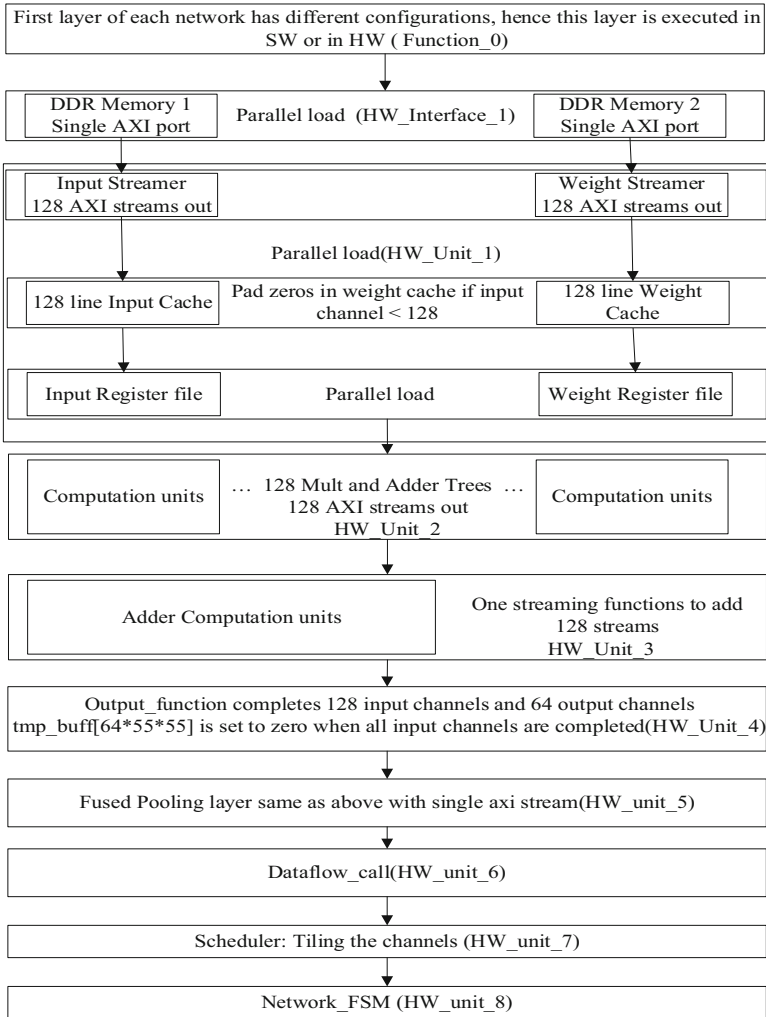 First layer of each network has different configurations, hence this layer is executed in
SW or in HW ( Function_0)
DDR Memory 1
Single AXI port
Parallel load  (HW_Interface_1)
DDR Memory 2
Single AXI port
Input Streamer
128 AXI streams out
Weight Streamer
128 AXI streams out
Parallel load(HW_Unit_1)
128 line Input Cache
Pad zeros in weight cache if input
channel < 128
128 line Weight
Cache
Input Register file
Parallel load
Weight Register file
Computation units
… 128 Mult and Adder Trees …
128 AXI streams out
HW_Unit_2
Computation units
Adder Computation units
One streaming functions to add
128 streams
HW_Unit_3
Output_function completes 128 input channels and 64 output channels
tmp_buff[64*55*55] is set to zero when all input channels are completed(HW_Unit_4)
Fused Pooling layer same as above with single axi stream(HW_unit_5)
Dataflow_call(HW_unit_6)
Scheduler: Tiling the channels (HW_unit_7)
Network_FSM (HW_unit_8)